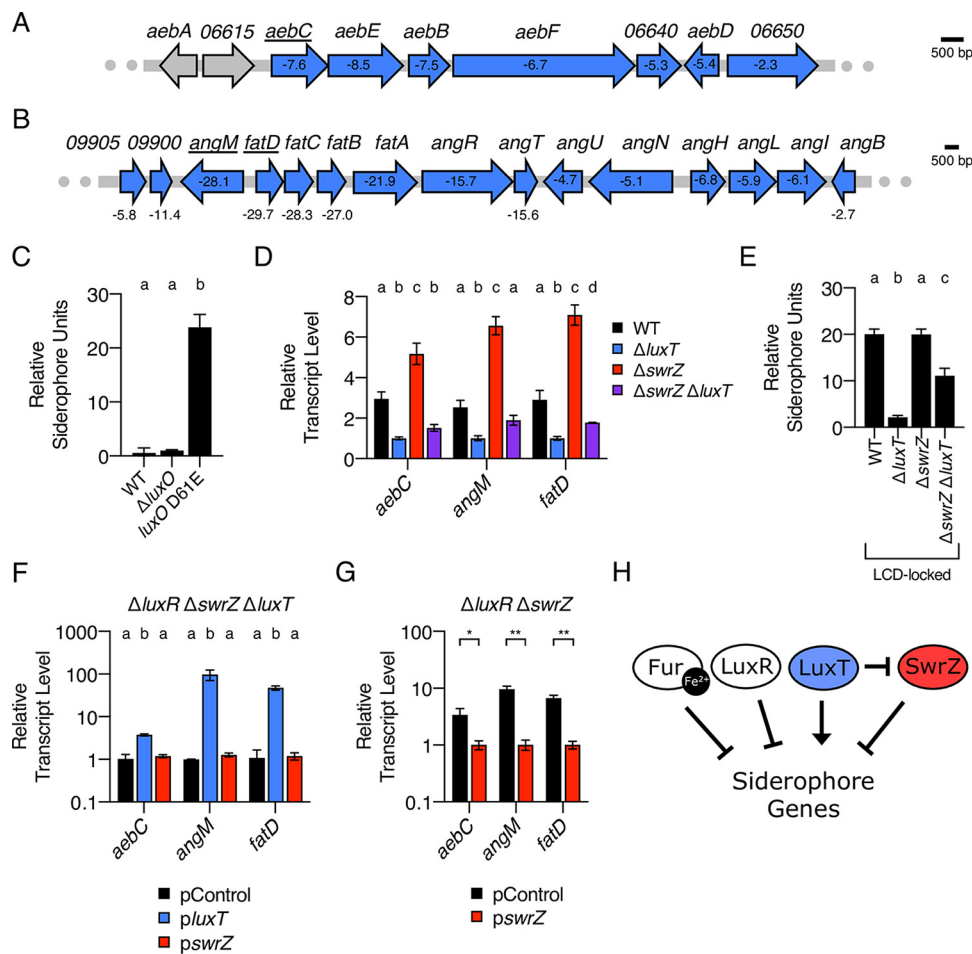 A
aebA 06615 aebC aebE aebB aebF 06640 aebD 06650
-7.6 -8.5 -7.5 -6.7 -5.3 -5.4 -2.3
500 bp
B
09905 09900 angM fatD fatC fatB fatA angR angT angU angN angH angL angI angB
-28.1 -21.9 -15.7 -4.7 -5.1 -6.8 -5.9 -6.1
-5.8 -11.4 -29.7 -28.3 -27.0 -15.6 -2.7
500 bp
C
Relative
Siderophore Units
30
20
10
0
a a b
WT
ΔluxO
luxO D61E
D
Relative
Transcript Level
8
6
4
2
0
a b c b a b c a a b c d
aebC
angM
fatD
WT
ΔluxT
ΔswrZ
ΔswrZ ΔluxT
E
Relative
Siderophore Units
30
20
10
0
a b a c
WT
ΔluxT
ΔswrZ
ΔswrZ ΔluxT
LCD-locked
F
ΔluxR ΔswrZ ΔluxT
Relative
Transcript Level
1000
100
10
1
0.1
a b a a b a a b a
aebC
angM
fatD
pControl
pluxT
pswrZ
G
ΔluxR ΔswrZ
Relative
Transcript Level
1000
100
10
1
0.1
* ** **
aebC
angM
fatD
pControl
pswrZ
H
Fur
Fe2+
LuxR
LuxT
SwrZ
Siderophore
Genes